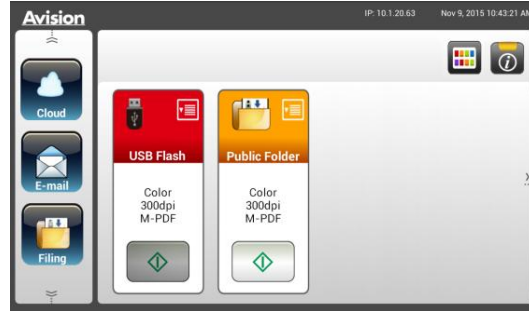 Avision
IP: 10.1.20.63 Nov 9, 2015 10:43:21 AM
Cloud
E-mail
Filing
USB Flash
Color
300dpi
M-PDF
Public Folder
Color
300dpi
M-PDF